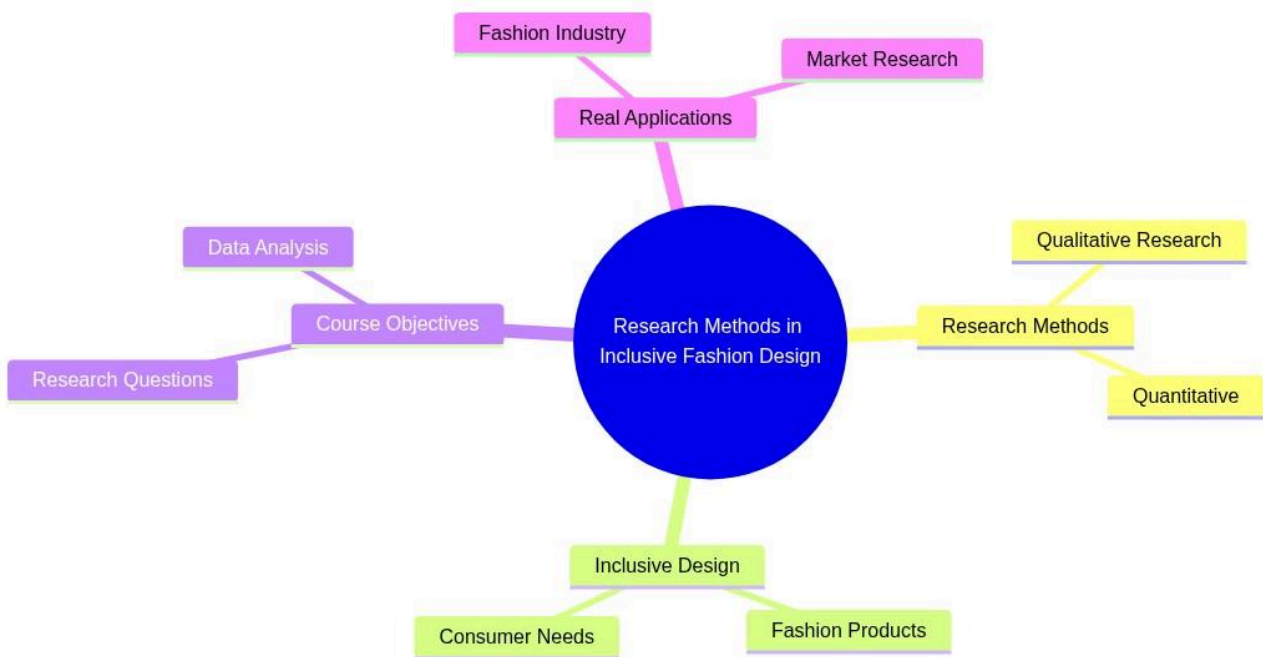 Fashion Industry
Market Research
Real Applications
Data Analysis
Qualitative Research
Course Objectives
Research Methods in
Inclusive Fashion Design
Research Methods
Research Questions
Quantitative
Inclusive Design
Consumer Needs
Fashion Products